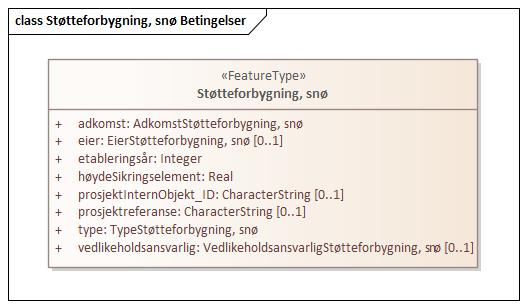 class Støtteforbygning, snø Betingelser
«FeatureType»
Støtteforbygning, snø
+ adkomst: AdkomstStøtteforbygning, snø
+ eier: EierStøtteforbygning, snø [0..1]
+ etableringsår: Integer
+ høydeSikringselement: Real
+ prosjektInternObjekt_ID: CharacterString [0..1]
+ prosjektreferanse: CharacterString [0..1]
+ type: TypeStøtteforbygning, snø
+ vedlikeholdsansvarlig: VedlikeholdsansvarligStøtteforbygning, snø [0..1]